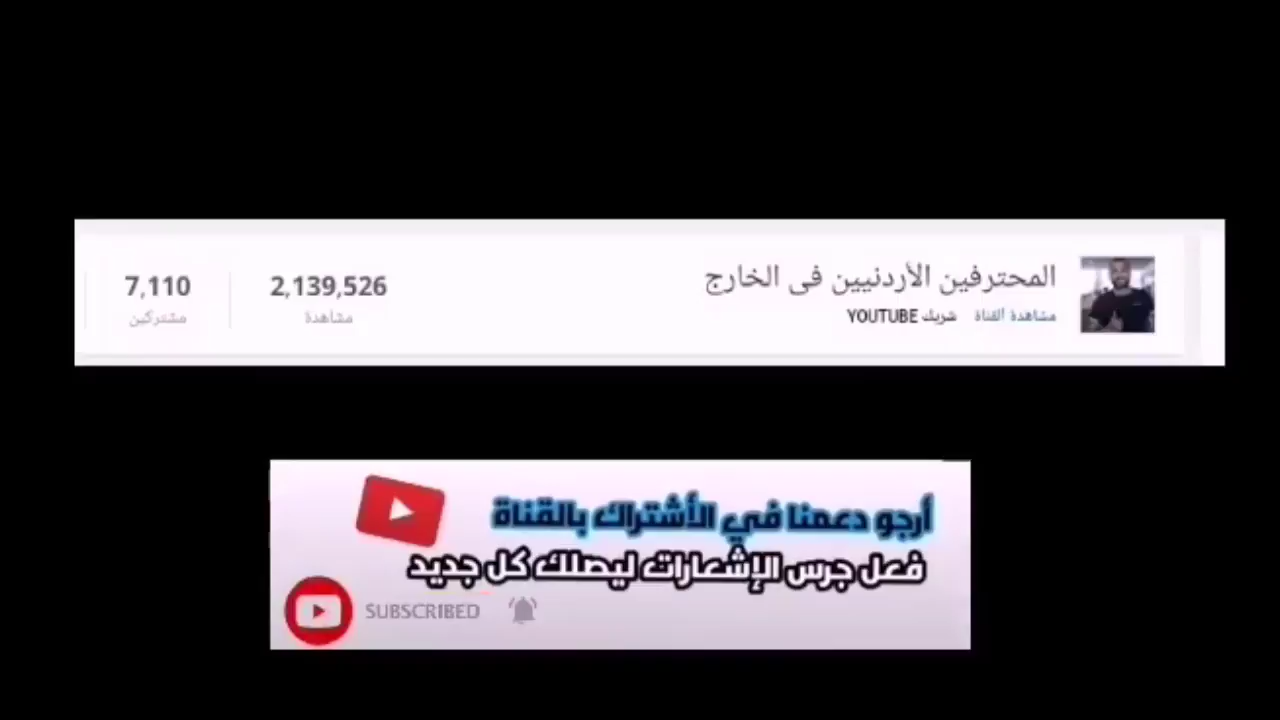 المحترفين الأردنيين فى الخارج
مشاهدة القناة شريك YOUTUBE
2,139,526
مشاهدة
7,110
مشتركين
أرجو دعمنا في الأشتراك بالقناة
فعل جرس الإشعارات ليصلك كل جديد
SUBSCRIBED